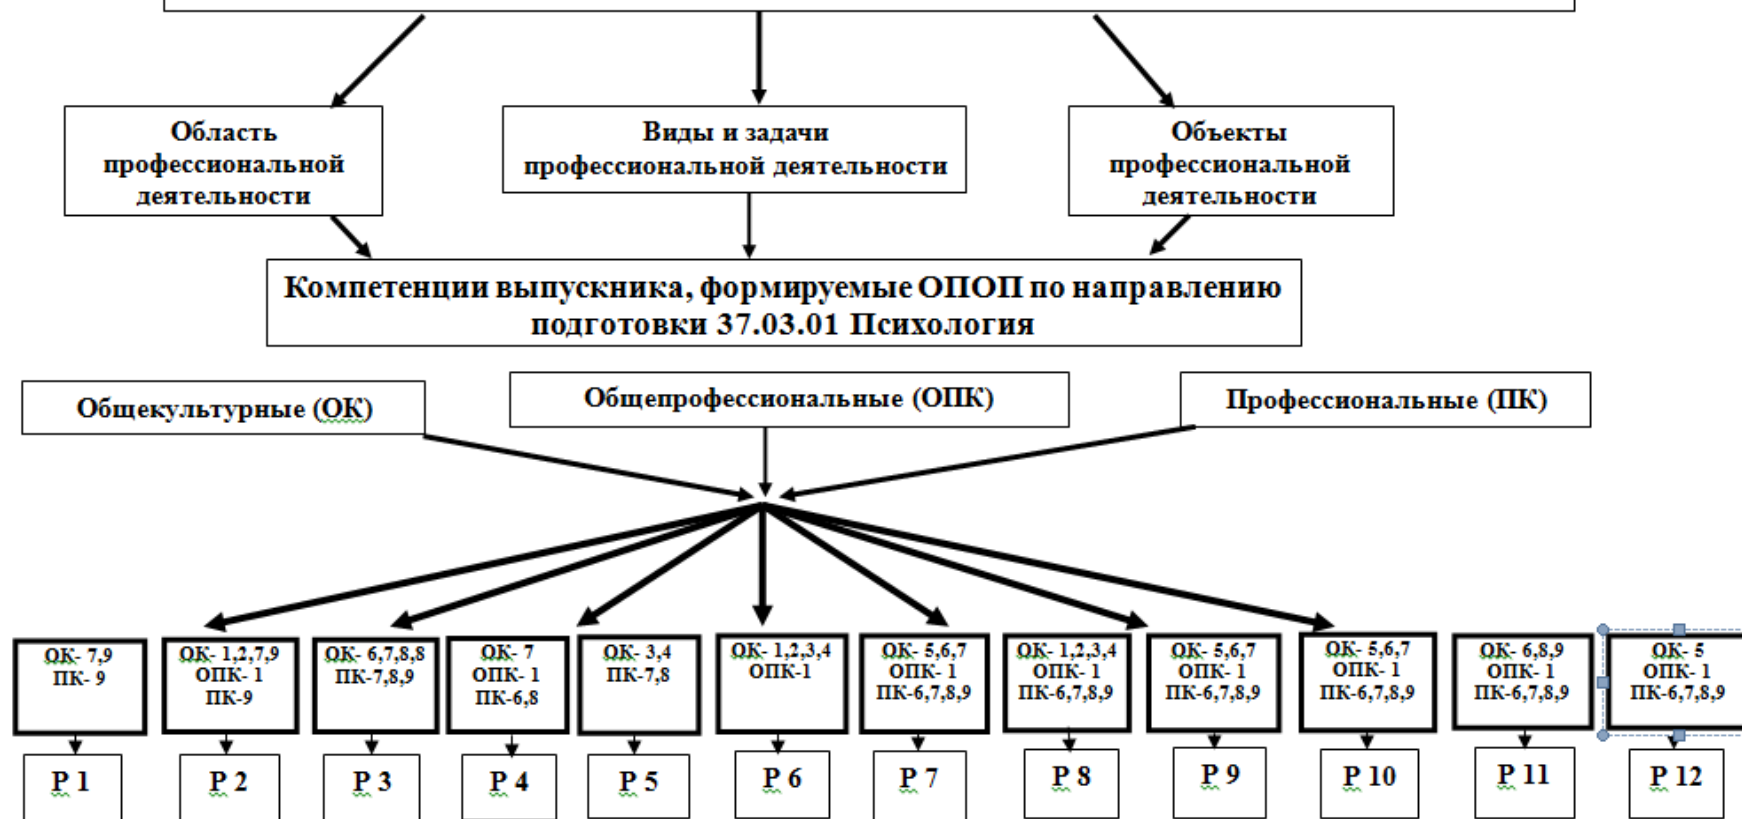 Область
профессиональной
деятельности
Виды и задачи
профессиональной деятельности
Объекты
профессиональной
деятельности
Компетенции выпускника, формируемые ОПОП по направлению
подготовки 37.03.01 Психология
Общекультурные (ОК)
Общепрофессиональные (ОПК)
Профессиональные (ПК)
ОК- 7,9
ПК- 9
ОК- 1,2,7,9
ОПК- 1
ПК-9
ОК- 6,7,8,8
ПК-7,8,9
ОК- 7
ОПК- 1
ПК-6,8
ОК- 3,4
ПК-7,8
ОК- 1,2,3,4
ОПК-1
ОК- 5,6,7
ОПК- 1
ПК-6,7,8,9
ОК- 1,2,3,4
ОПК- 1
ПК-6,7,8,9
ОК- 5,6,7
ОПК- 1
ПК-6,7,8,9
ОК- 5,6,7
ОПК- 1
ПК-6,7,8,9
ОК- 6,8,9
ОПК- 1
ПК-6,7,8,9
ОК- 5
ОПК- 1
ПК-6,7,8,9
Р 1
Р 2
Р 3
Р 4
Р 5
Р 6
Р 7
Р 8
Р 9
Р 10
Р 11
Р 12